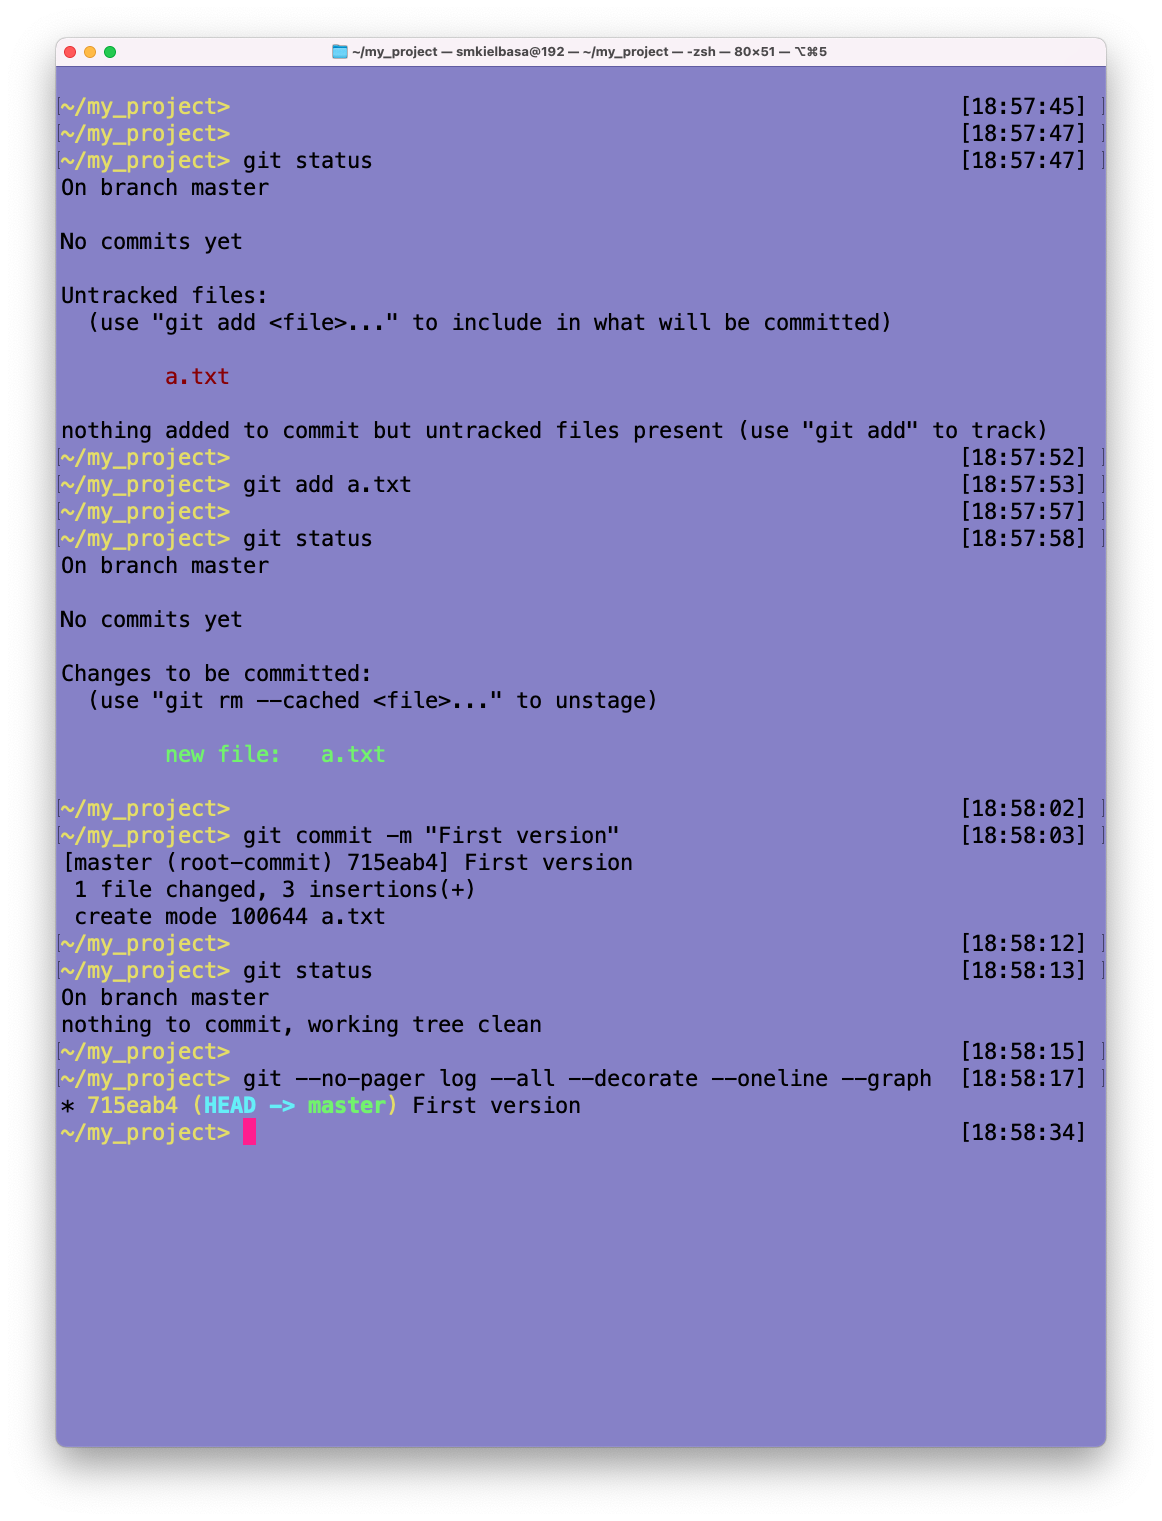 ~/my_project — smkielbasa@192 — ~/my_project — -zsh — 80×51 — ⌥⌘5
~/my_project> [18:57:45]
~/my_project> [18:57:47]
~/my_project> git status [18:57:47]
On branch master
No commits yet
Untracked files:
  (use "git add <file>..." to include in what will be committed)
        a.txt
nothing added to commit but untracked files present (use "git add" to track)
~/my_project> [18:57:52]
~/my_project> git add a.txt [18:57:53]
~/my_project> [18:57:57]
~/my_project> git status [18:57:58]
On branch master
No commits yet
Changes to be committed:
  (use "git rm --cached <file>..." to unstage)
        new file:   a.txt
~/my_project> [18:58:02]
~/my_project> git commit -m "First version" [18:58:03]
[master (root-commit) 715eab4] First version
 1 file changed, 3 insertions(+)
 create mode 100644 a.txt
~/my_project> [18:58:12]
~/my_project> git status [18:58:13]
On branch master
nothing to commit, working tree clean
~/my_project> [18:58:15]
~/my_project> git --no-pager log --all --decorate --oneline --graph [18:58:17]
* 715eab4 (HEAD -> master) First version
~/my_project> [18:58:34]